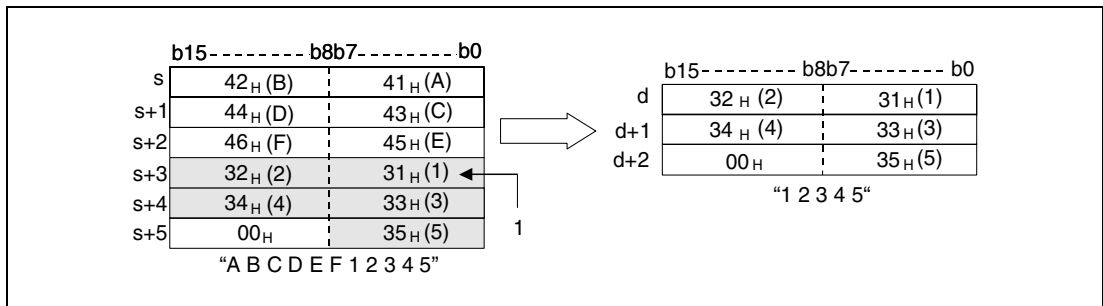 b15 b8b7 b0
s 42H (B) 41H (A)
s+1 44H (D) 43H (C)
s+2 46H (F) 45H (E)
s+3 32H (2) 31H (1)
s+4 34H (4) 33H (3)
s+5 00H 35H (5)
“A B C D E F 1 2 3 4 5”
1
b15 b8b7 b0
d 32H (2) 31H (1)
d+1 34H (4) 33H (3)
d+2 00H 35H (5)
“1 2 3 4 5“